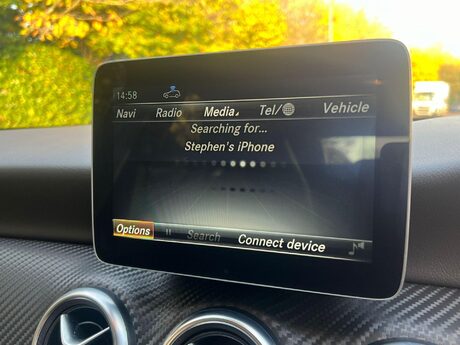 14:58
Navi Radio Media Tel/ Vehicle
Searching for...
Stephen's iPhone
Options Search Connect device